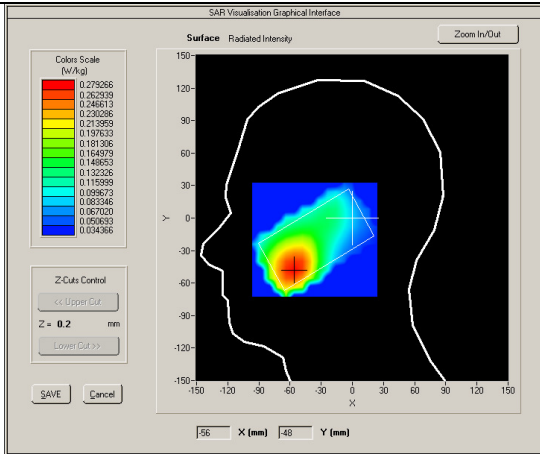 SAR Visualisation Graphical Interface
Surface Radiated Intensity
Zoom In/Out
Colors Scale
(W/kg)
0.279266
0.262939
0.246613
0.230286
0.213959
0.197633
0.181306
0.164979
0.148653
0.132326
0.115999
0.099673
0.083346
0.067020
0.050693
0.034366
Z-Cuts Control
<< Upper Cut
Z = 0.2 mm
Lower Cut >>
SAVE Cancel
150
120
90
60
30
0
-30
-60
-90
-120
-150
Y
-150 -120 -90 -60 -30 0 30 60 90 120 150
X
-56 X (mm) -48 Y (mm)